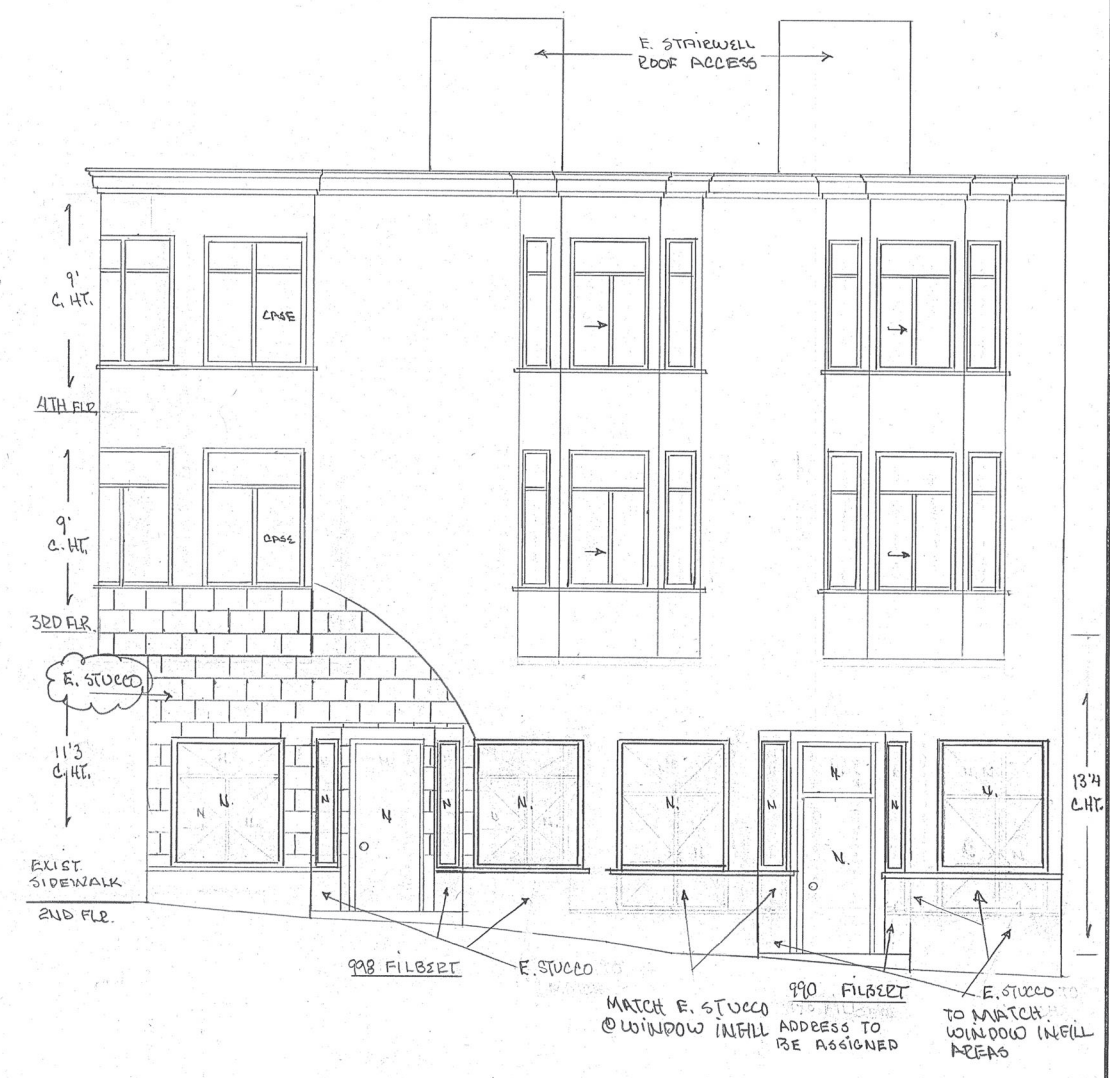 E. STAIRWELL
ROOF ACCESS
9'
C. HT.
CASE
4TH FLR.
9'
C. HT.
CASE
3RD FLR.
E. STUCCO
11'3
C. HT.
13'4
C. HT.
N.
N
N
N
N
N.
N.
N
N.
N.
N
N.
EXIST.
SIDEWALK
2ND FLR.
998 FILBERT
E. STUCCO
MATCH E. STUCCO
@ WINDOW INFILL
990 FILBERT
ADDRESS TO
BE ASSIGNED
E. STUCCO
TO MATCH
WINDOW INFILL
AREAS